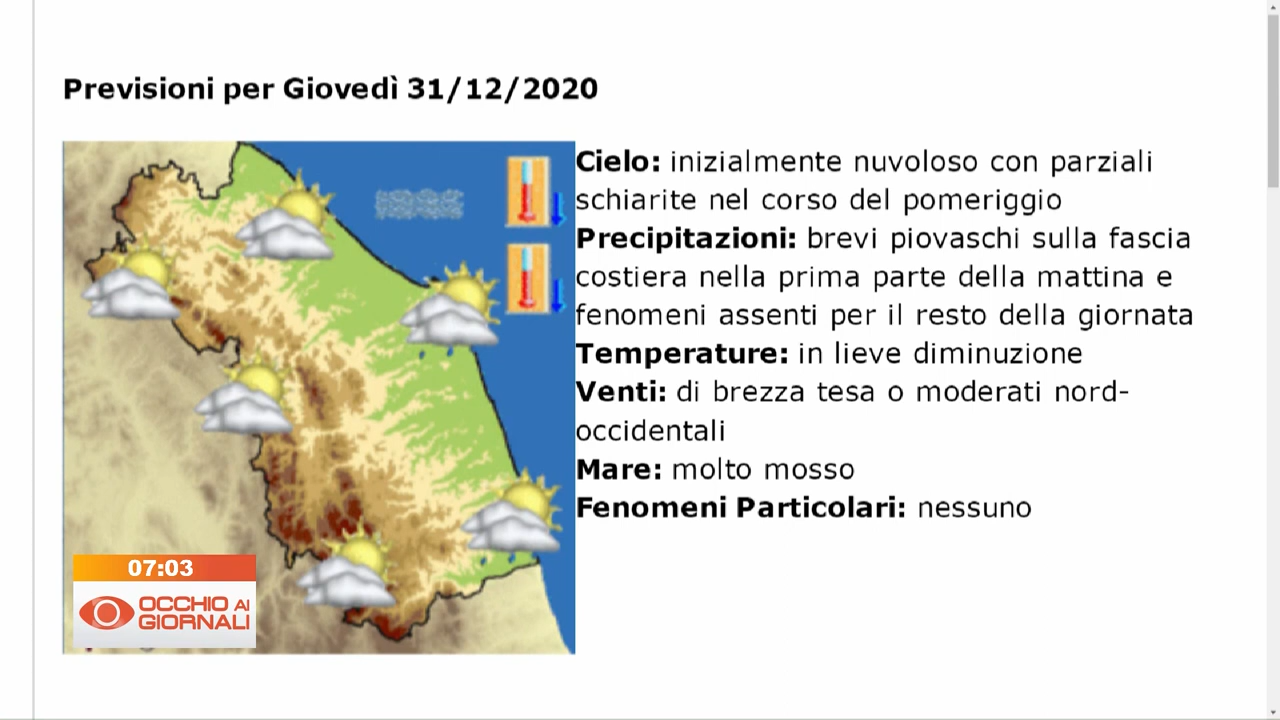 Previsioni per Giovedì 31/12/2020
Cielo: inizialmente nuvoloso con parziali
schiarite nel corso del pomeriggio
Precipitazioni: brevi piovaschi sulla fascia
costiera nella prima parte della mattina e
fenomeni assenti per il resto della giornata
Temperature: in lieve diminuzione
Venti: di brezza tesa o moderati nord-
occidentali
Mare: molto mosso
Fenomeni Particolari: nessuno
07:03
OCCHIO AI
GIORNALI